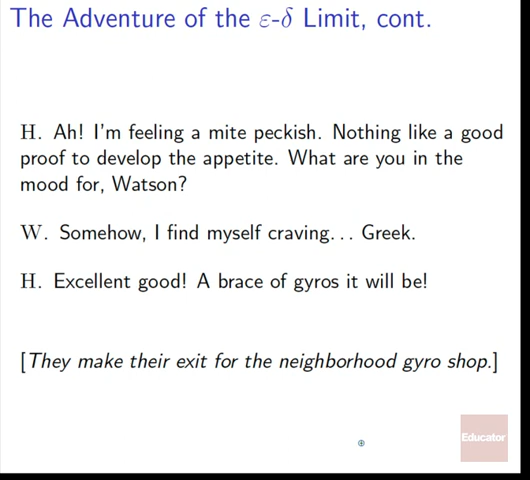 The Adventure of the ε-δ Limit, cont.
H. Ah! I'm feeling a mite peckish. Nothing like a good
proof to develop the appetite. What are you in the
mood for, Watson?
W. Somehow, I find myself craving... Greek.
H. Excellent good! A brace of gyros it will be!
[They make their exit for the neighborhood gyro shop.]
Educator